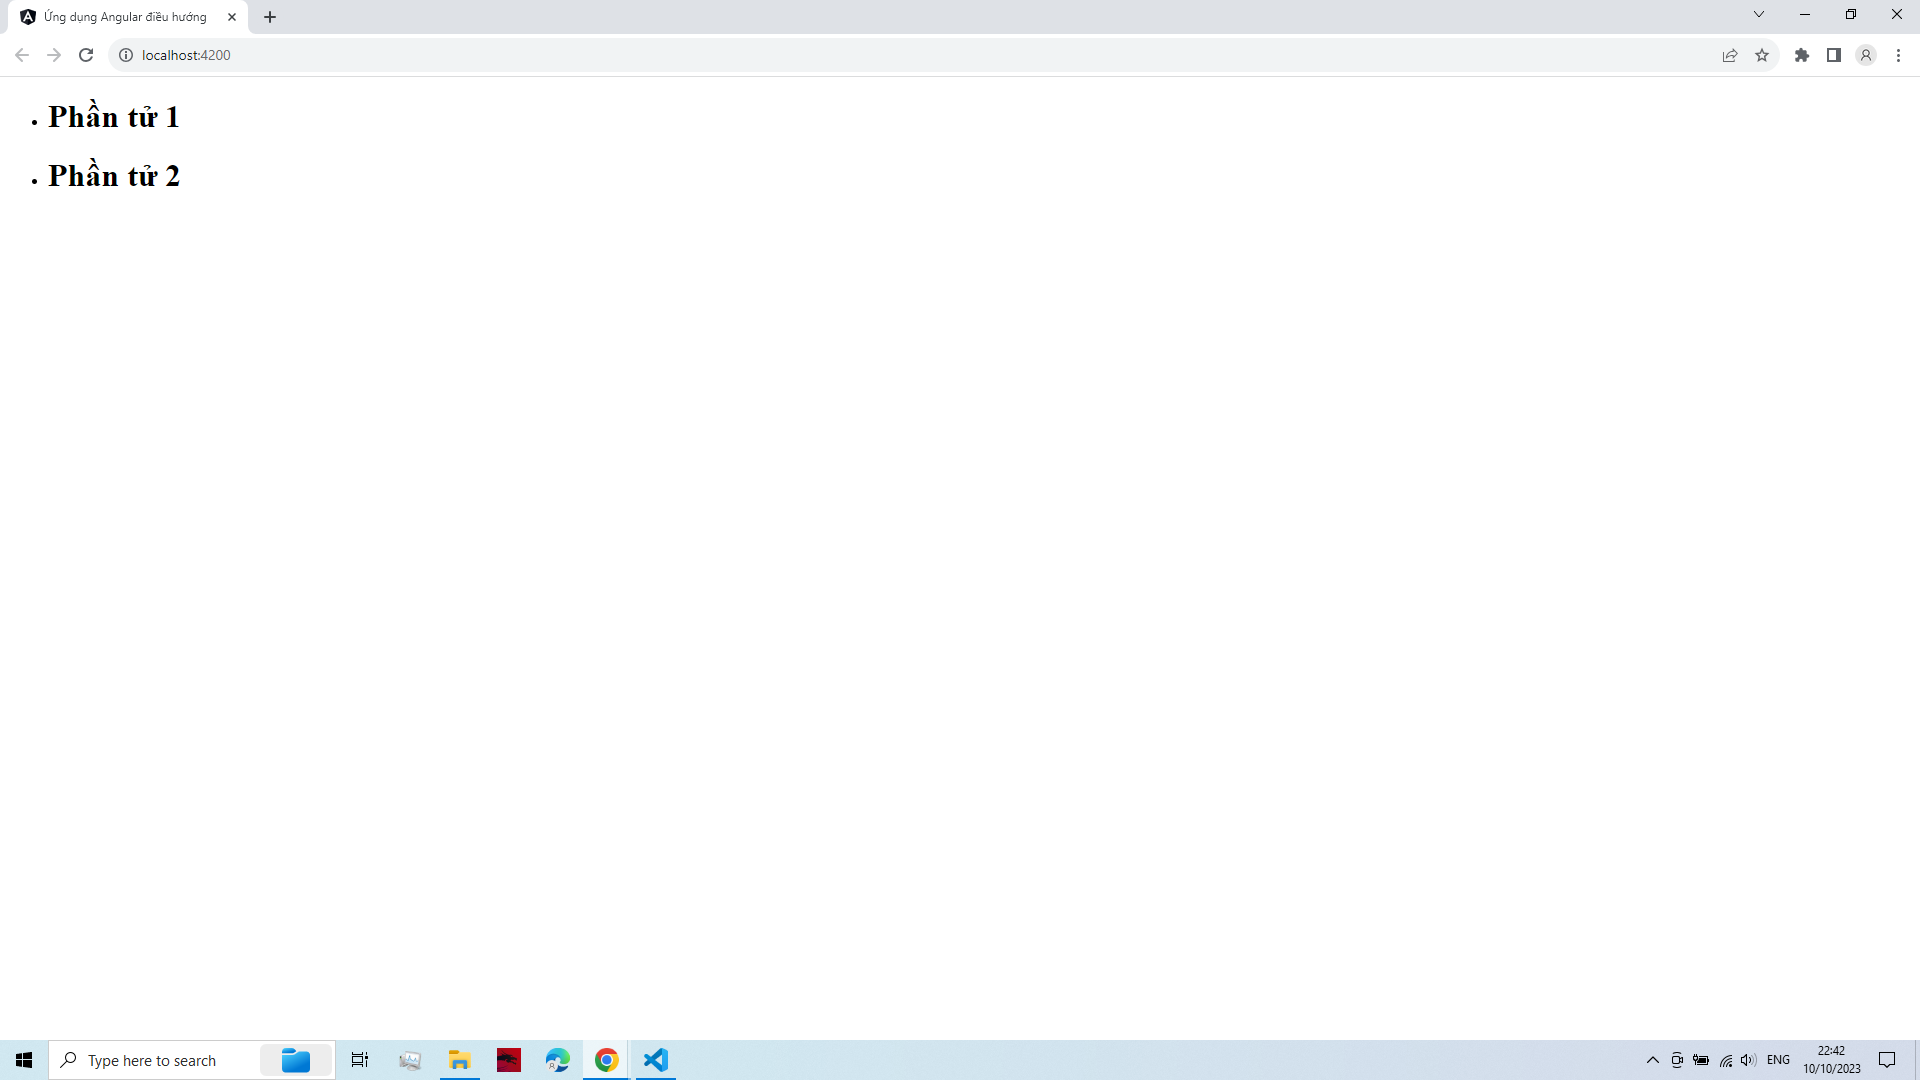 Ứng dụng Angular điều hướng
localhost:4200
Phần tử 1
Phần tử 2
Type here to search
ENG
22:42
10/10/2023